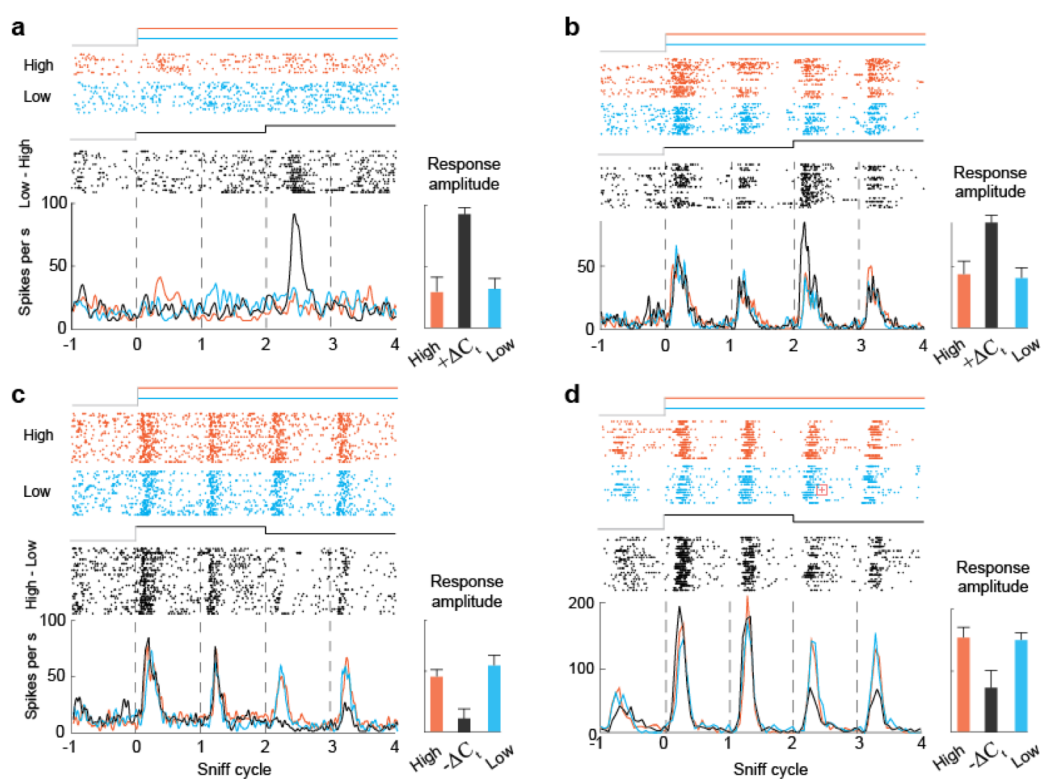 a
High
Low
Low - High
Response
amplitude
100
50
0
Spikes per s
-1 0 1 2 3 4
High +ΔCt Low
b
Response
amplitude
50
0
-1 0 1 2 3 4
High +ΔCt Low
c
High
Low
High - Low
Response
amplitude
100
50
0
Spikes per s
-1 0 1 2 3 4
Sniff cycle
High -ΔCt Low
d
Response
amplitude
200
100
0
-1 0 1 2 3 4
Sniff cycle
High -ΔCt Low